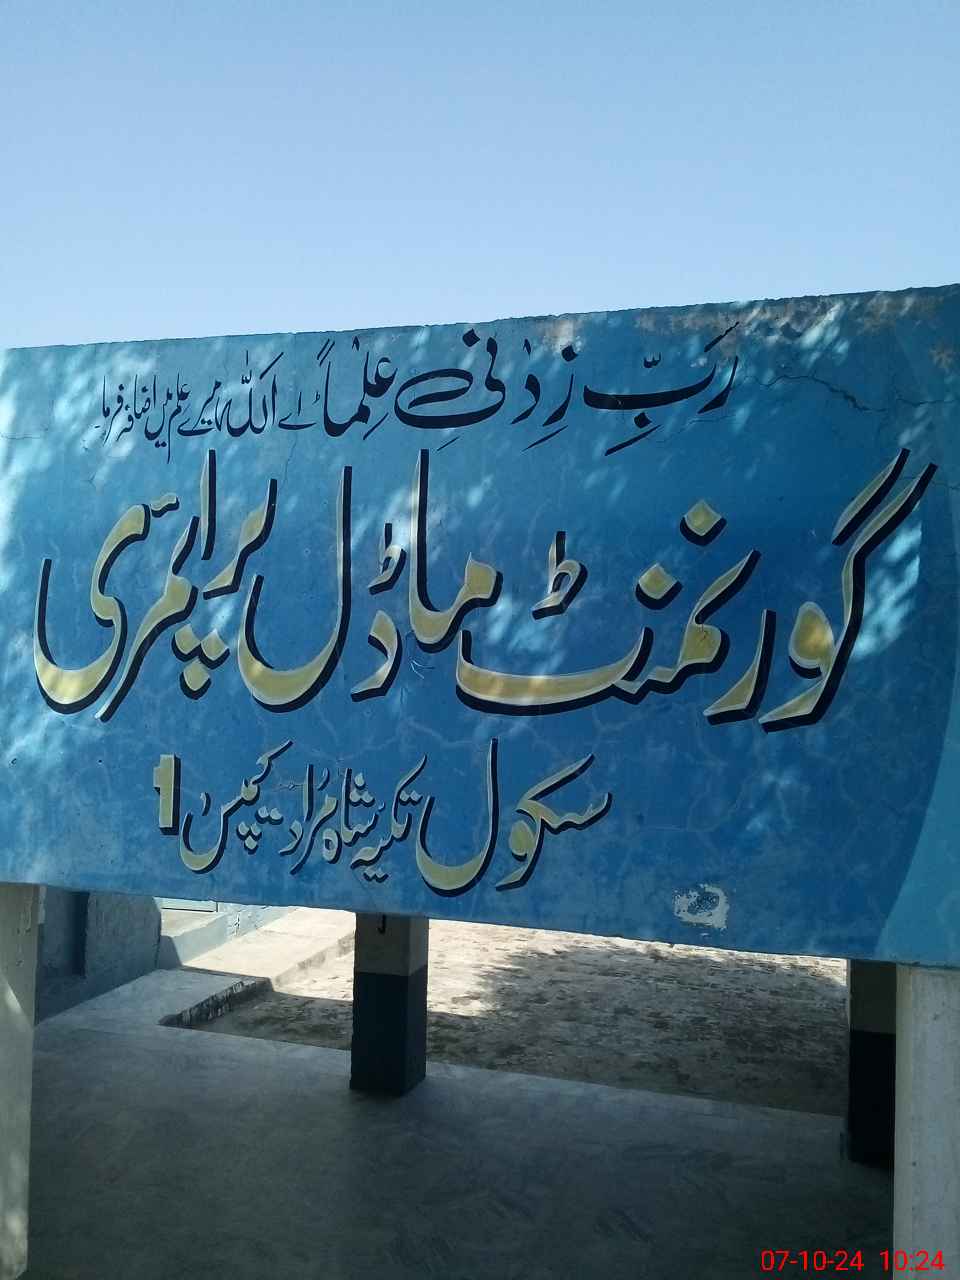 رَبِّ زِدْنِی عِلْماً اے اللہ میرے علم میں اضافہ فرما
گورنمنٹ ماڈل پرائمری
سکول تکیہ شاہ مُراد کیمپس 1
07-10-24 10:24